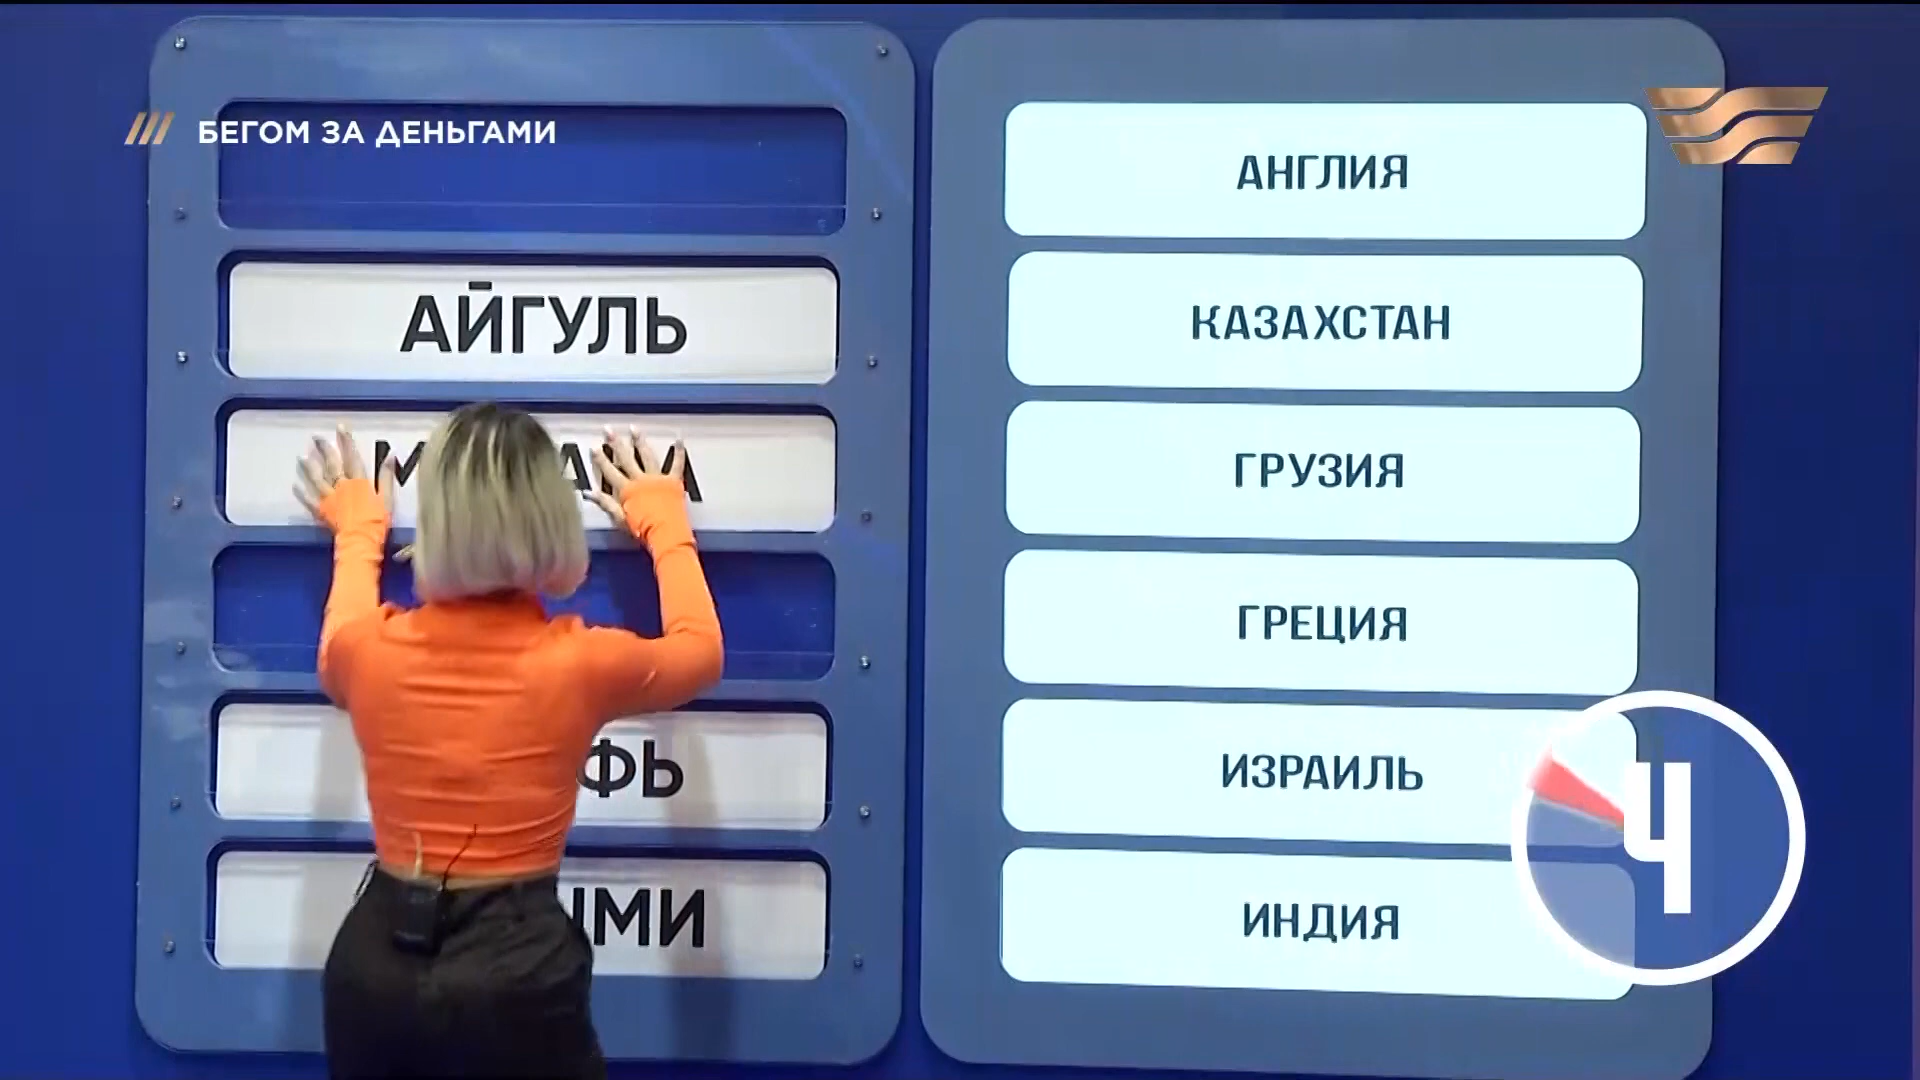 БЕГОМ ЗА ДЕНЬГАМИ
АЙГУЛЬ
АНГЛИЯ
КАЗАХСТАН
ГРУЗИЯ
ГРЕЦИЯ
ИЗРАИЛЬ
ИНДИЯ
4